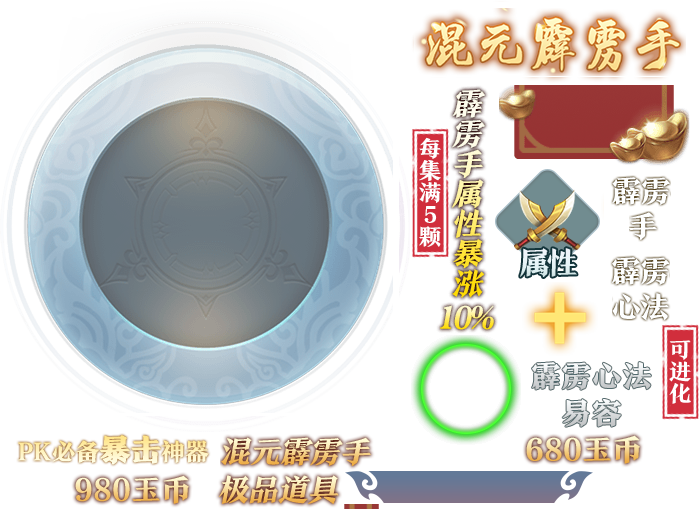 混元霹雳手
霹雳手属性暴涨10%
每集满5颗
属性
霹雳
手
霹雳
心法
可进化
霹雳心法
易容
680玉币
PK必备暴击神器
980玉币
混元霹雳手
极品道具